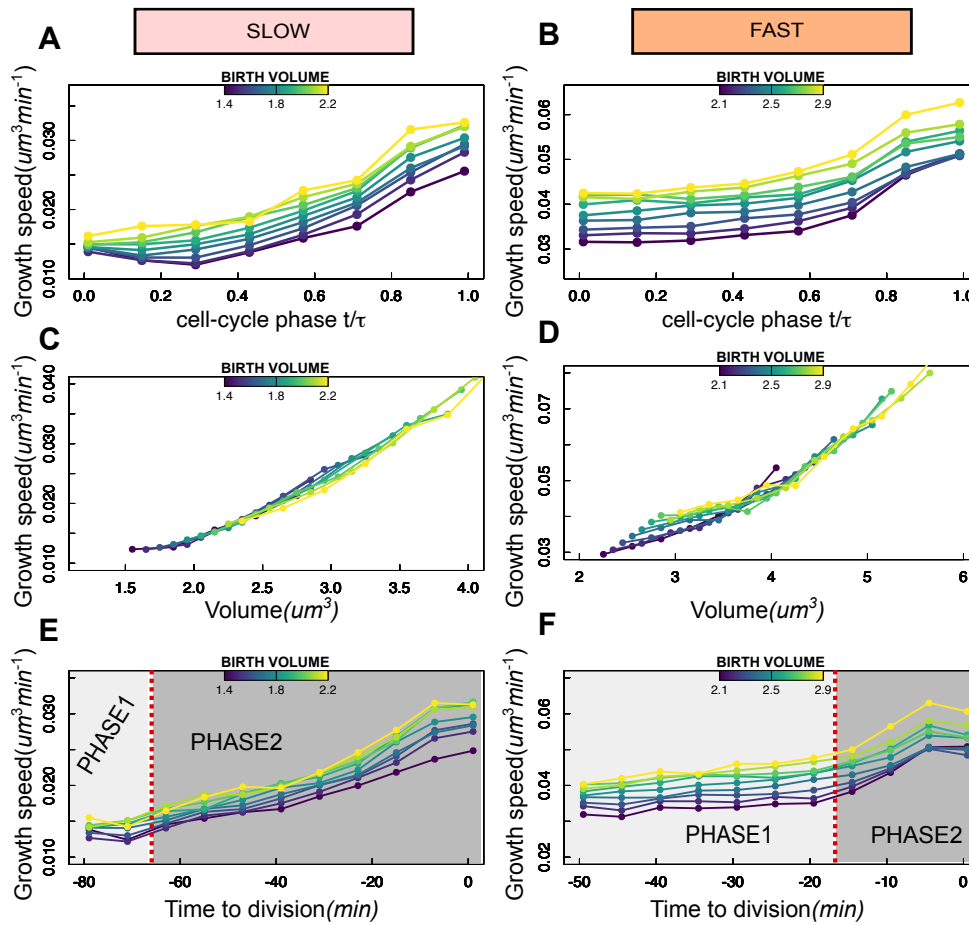 SLOW
FAST
A
BIRTH VOLUME
1.4 1.8 2.2
Growth speed(um³min⁻¹)
0.010 0.020 0.030
0.0 0.2 0.4 0.6 0.8 1.0
cell-cycle phase t/τ
B
BIRTH VOLUME
2.1 2.5 2.9
Growth speed(um³min⁻¹)
0.03 0.04 0.05 0.06
0.0 0.2 0.4 0.6 0.8 1.0
cell-cycle phase t/τ
C
BIRTH VOLUME
1.4 1.8 2.2
Growth speed(um³min⁻¹)
0.010 0.020 0.030 0.040
1.5 2.0 2.5 3.0 3.5 4.0
Volume(um³)
D
BIRTH VOLUME
2.1 2.5 2.9
Growth speed(um³min⁻¹)
0.03 0.05 0.07
2 3 4 5 6
Volume(um³)
E
BIRTH VOLUME
1.4 1.8 2.2
Growth speed(um³min⁻¹)
0.010 0.020 0.030
PHASE1
PHASE2
-80 -60 -40 -20 0
Time to division(min)
F
BIRTH VOLUME
2.1 2.5 2.9
Growth speed(um³min⁻¹)
0.02 0.04 0.06
PHASE1
PHASE2
-50 -40 -30 -20 -10 0
Time to division(min)